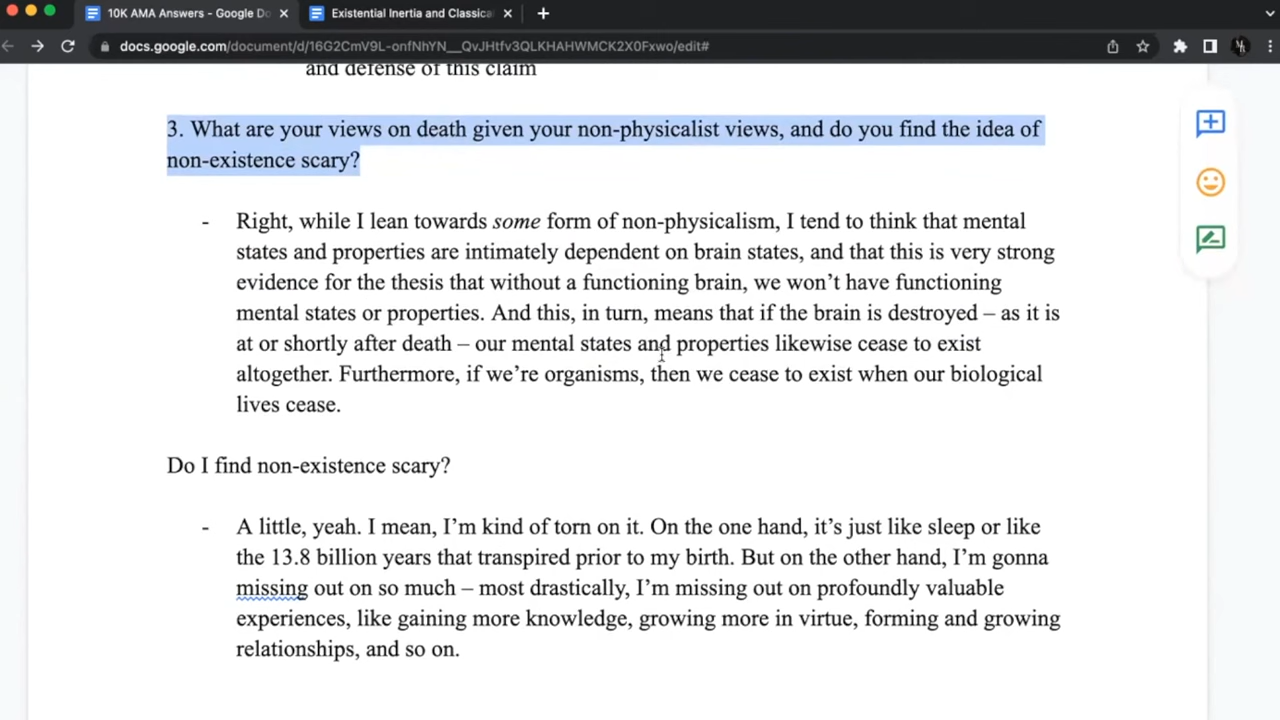 10K AMA Answers - Google Do
Existential Inertia and Classica
docs.google.com/document/d/16G2CmV9L-onfNhYN__QvJHtfv3QLKHAHWMCK2X0Fxwo/edit#
and defense of this claim
3. What are your views on death given your non-physicalist views, and do you find the idea of
non-existence scary?
- Right, while I lean towards some form of non-physicalism, I tend to think that mental
states and properties are intimately dependent on brain states, and that this is very strong
evidence for the thesis that without a functioning brain, we won’t have functioning
mental states or properties. And this, in turn, means that if the brain is destroyed – as it is
at or shortly after death – our mental states and properties likewise cease to exist
altogether. Furthermore, if we’re organisms, then we cease to exist when our biological
lives cease.
Do I find non-existence scary?
- A little, yeah. I mean, I’m kind of torn on it. On the one hand, it’s just like sleep or like
the 13.8 billion years that transpired prior to my birth. But on the other hand, I’m gonna
missing out on so much – most drastically, I’m missing out on profoundly valuable
experiences, like gaining more knowledge, growing more in virtue, forming and growing
relationships, and so on.